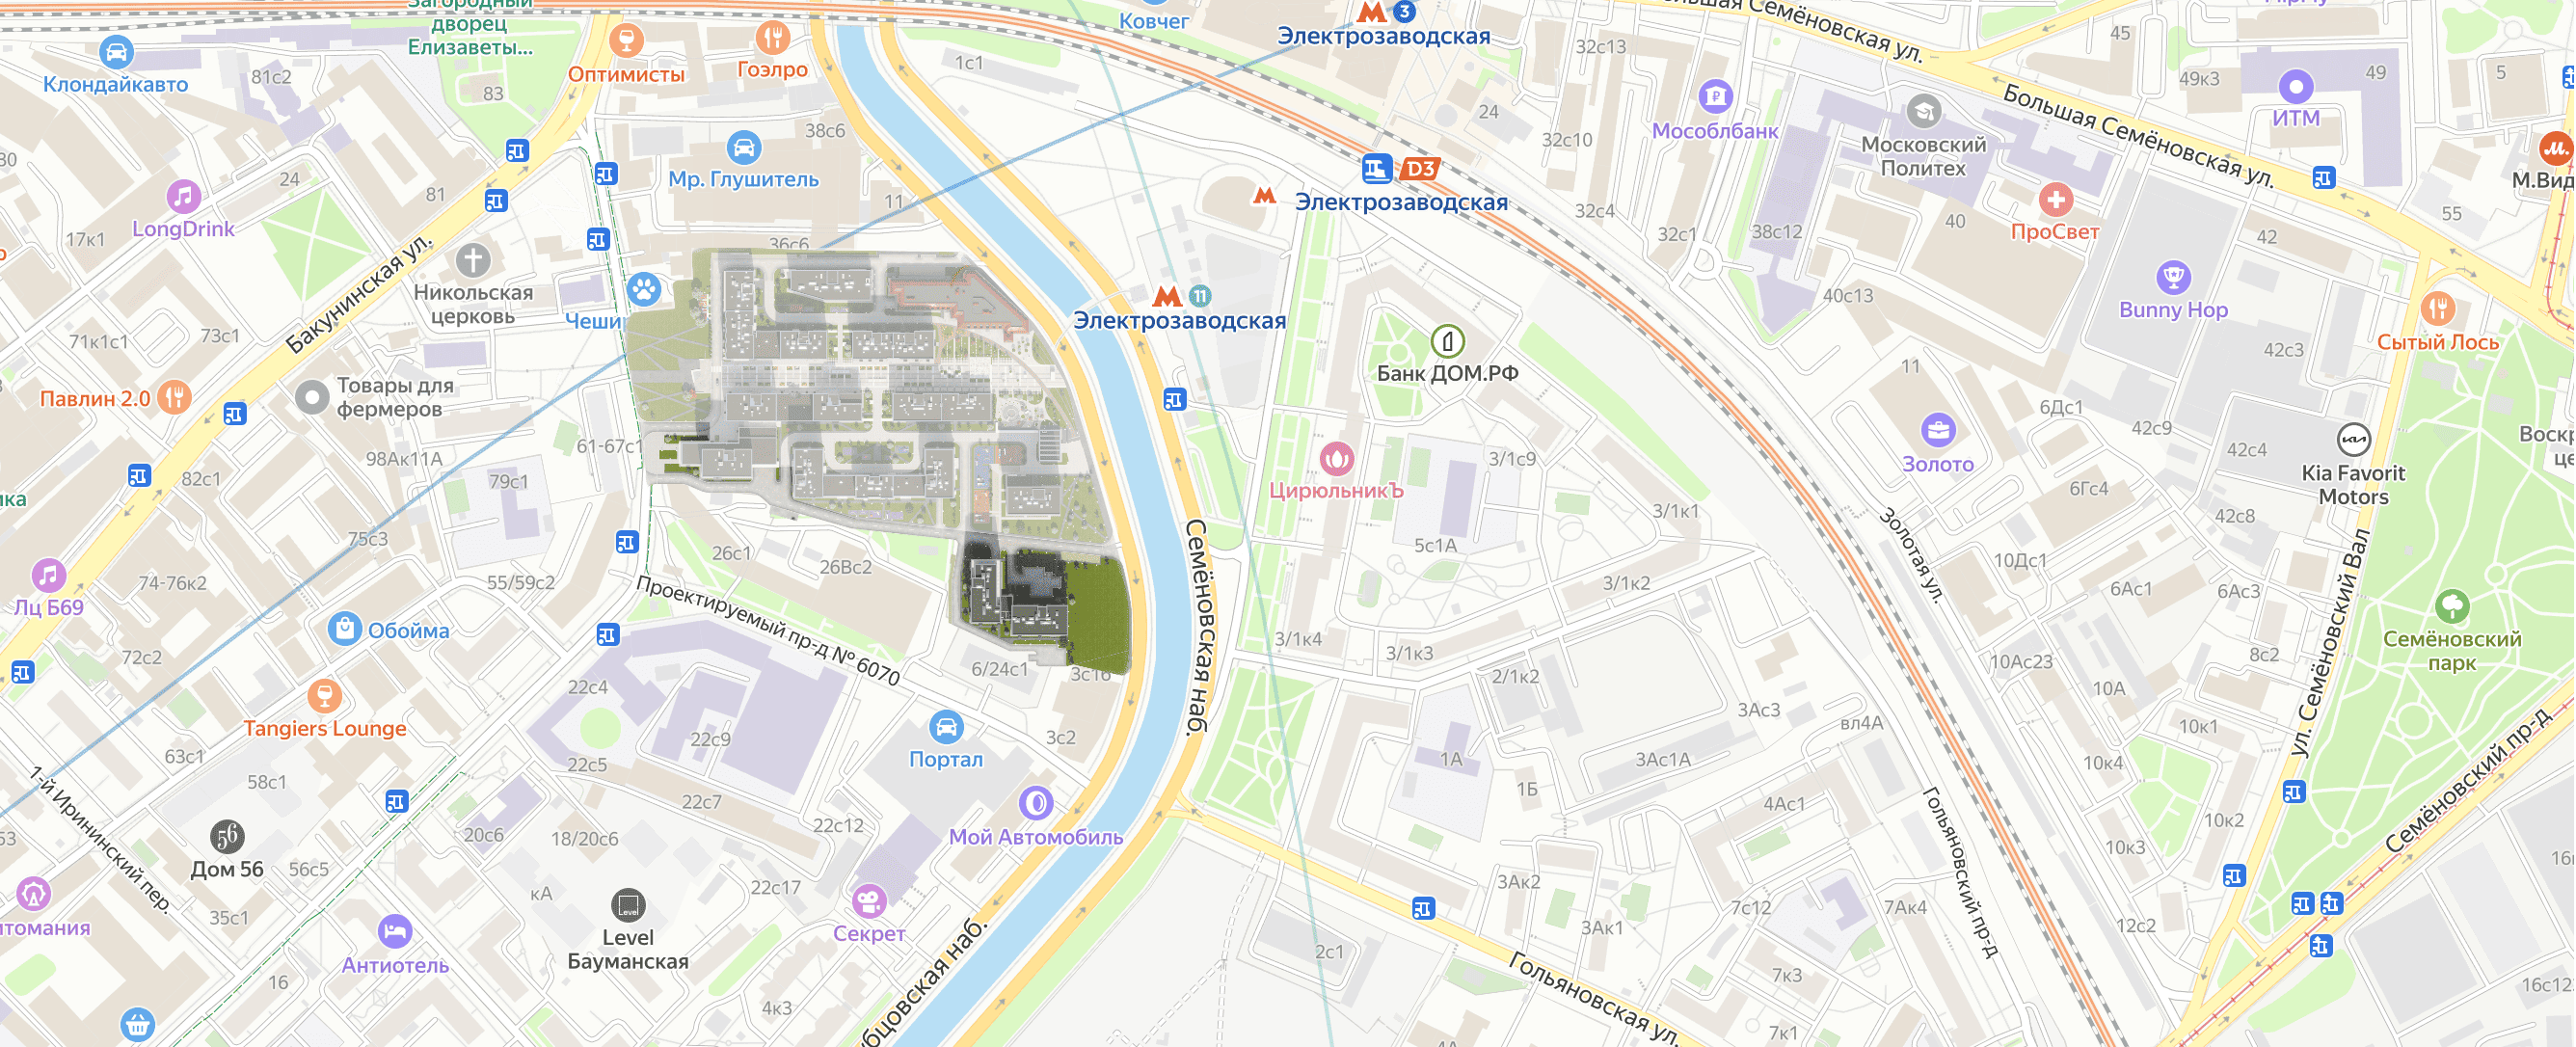 Загородный
дворец
Елизаветы...
Ковчег
3
Электрозаводская
Большая Семёновская ул.
32с13
45
49к3
49
5
ИТМ
Клондайкавто
81с2
83
Оптимисты
Гоэлро
1с1
24
Мособлбанк
Большая Семёновская ул.
38с6
32с10
Московский
Политех
Мр. Глушитель
D3
Электрозаводская
М.Вид
30
24
81
LongDrink
11
32с4
40
ПроСвет
55
17к1
36с6
32с1
38с12
42
Бакунинская ул.
Никольская
церковь
40с13
Bunny Hop
11
Электрозаводская
Чешир
71к1с1
73с1
Банк ДОМ.РФ
42с3
Сытый Лось
11
Павлин 2.0
Товары для
фермеров
6Дс1
42с9
61-67с1
98Ак11А
Золото
42с4
Kia Favorit
Motors
Воскр
це
82с1
79с1
ЦирюльникЪ
3/1с9
6Гс4
3/1к1
42с8
75с3
Семёновская наб.
5с1А
Золотая ул.
ул. Семёновский Вал
26с1
26Вс2
10Дс1
74-76к2
55/59с2
Проектируемый пр-д № 6070
3/1к2
6Ас1
6Ас3
Лц Б69
Обойма
3/1к4
3/1к3
Семёновский
парк
72с2
6/24с1
3с16
2/1к2
10Ас23
8с2
22с4
10А
Tangiers Lounge
22с9
3с2
3Ас3
вл4А
10к1
Семёновский пр-д
63с1
58с1
22с5
Портал
1А
3Ас1А
10к4
1-й Ирининский пер.
22с7
1Б
4Ас1
Гольяновский пр-д
10к2
53
56
Дом 56
56с5
20с6
18/20с6
22с12
Мой Автомобиль
10к3
кА
22с17
3Ак2
7с12
7Ак4
35с1
Level
Level
Бауманская
Секрет
3Ак1
12с2
нтомания
Антиотель
2с1
16
Гольяновская ул.
7к3
16с12
4к3
7к1